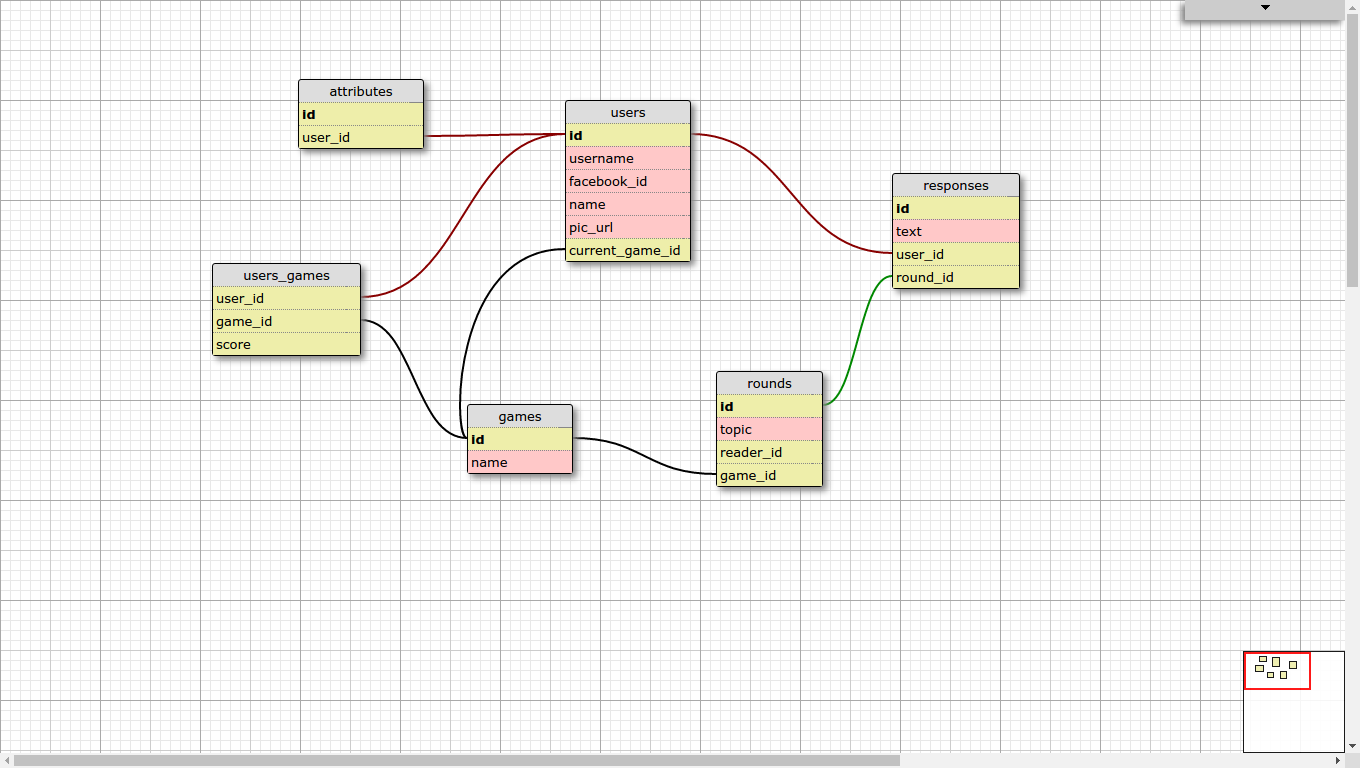 attributes
id
user_id
users
id
username
facebook_id
name
pic_url
current_game_id
responses
id
text
user_id
round_id
users_games
user_id
game_id
score
games
id
name
rounds
id
topic
reader_id
game_id